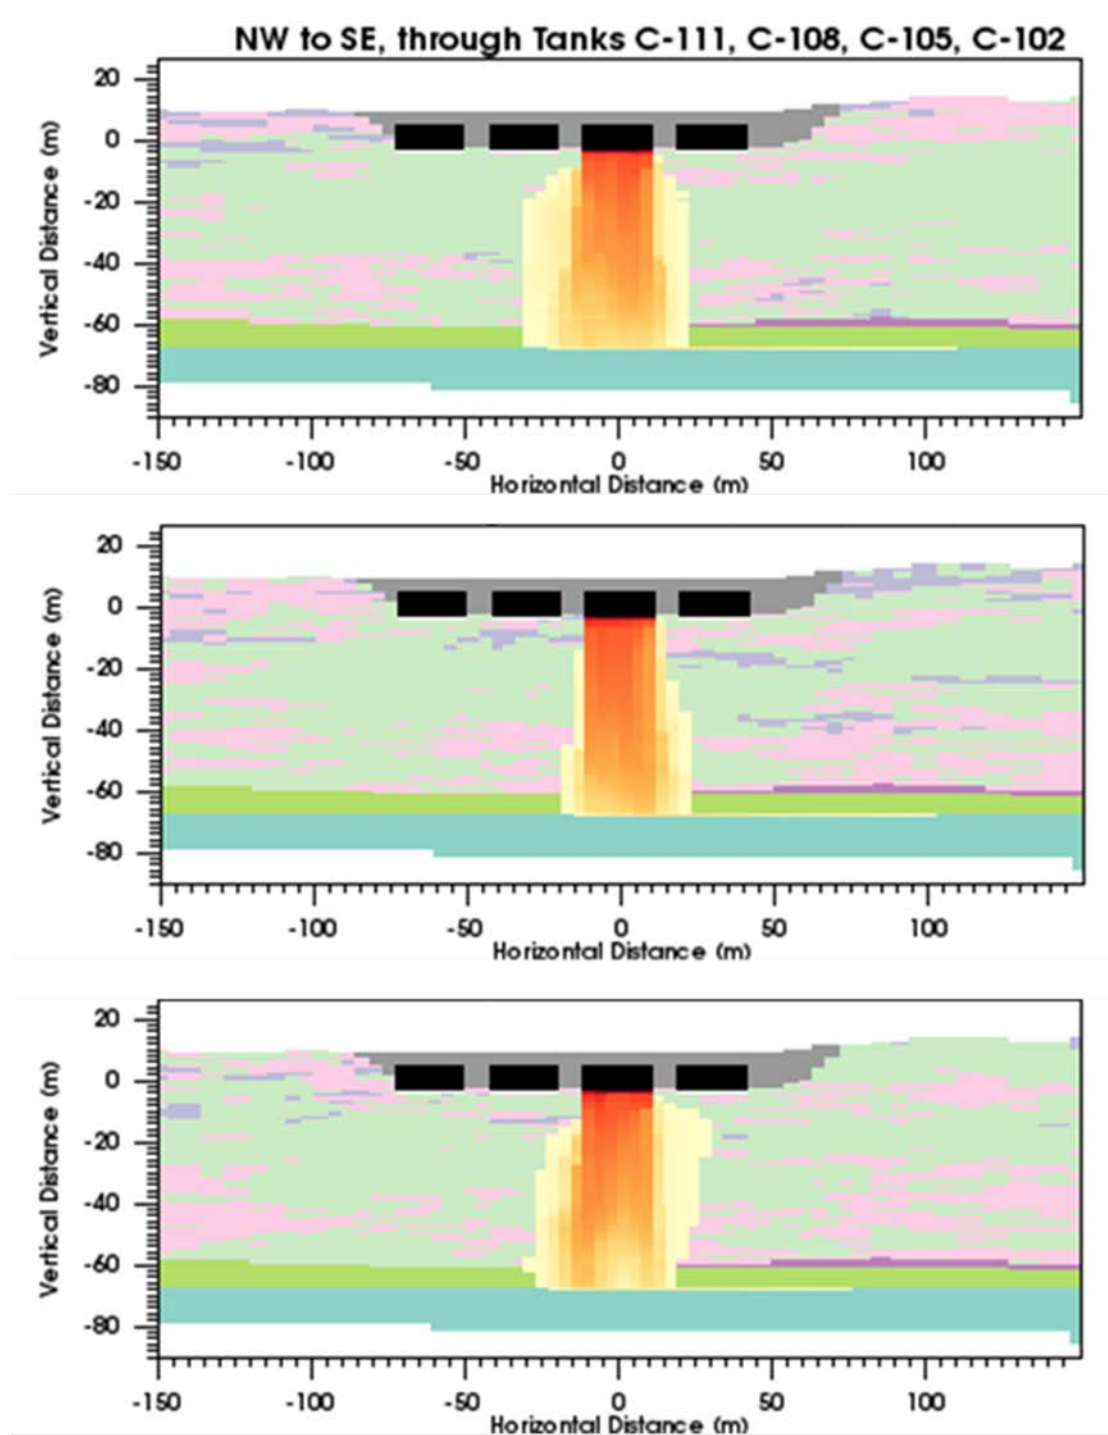 NW to SE, through Tanks C-111, C-108, C-105, C-102
20
0
-20
-40
-60
-80
Vertical Distance (m)
-150 -100 -50 0 50 100
Horizontal Distance (m)
20
0
-20
-40
-60
-80
Vertical Distance (m)
-150 -100 -50 0 50 100
Horizontal Distance (m)
20
0
-20
-40
-60
-80
Vertical Distance (m)
-150 -100 -50 0 50 100
Horizontal Distance (m)